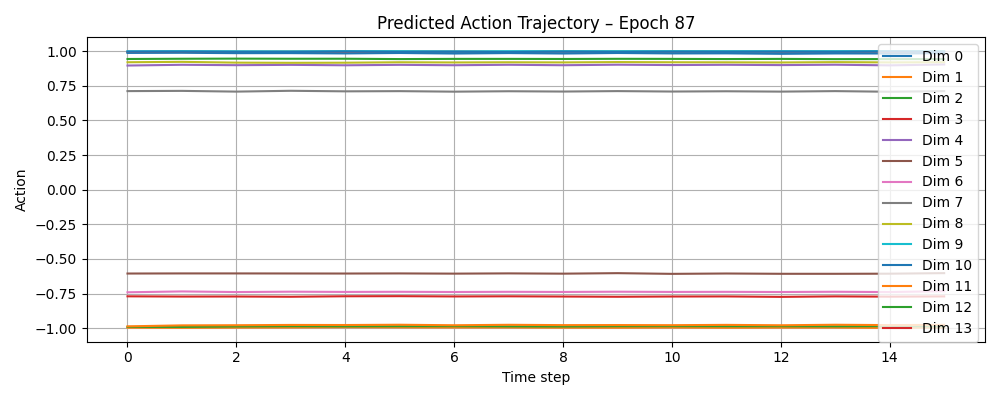 Predicted Action Trajectory – Epoch 87
Action
1.00
0.75
0.50
0.25
0.00
−0.25
−0.50
−0.75
−1.00
0 2 4 6 8 10 12 14
Time step
Dim 0
Dim 1
Dim 2
Dim 3
Dim 4
Dim 5
Dim 6
Dim 7
Dim 8
Dim 9
Dim 10
Dim 11
Dim 12
Dim 13